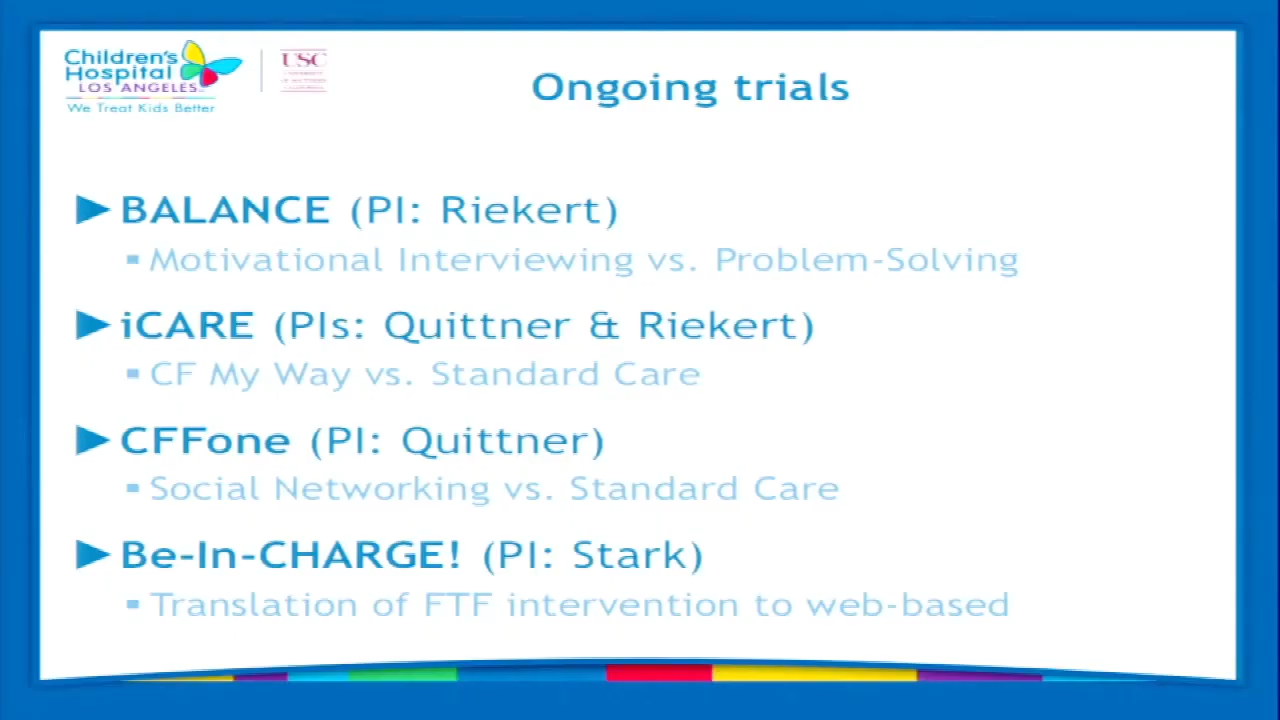 Children's
Hospital
LOS ANGELES
We Treat Kids Better
USC
Ongoing trials
BALANCE (PI: Riekert)
Motivational Interviewing vs. Problem-Solving
iCARE (PIs: Quittner & Riekert)
CF My Way vs. Standard Care
CFFone (PI: Quittner)
Social Networking vs. Standard Care
Be-In-CHARGE! (PI: Stark)
Translation of FTF intervention to web-based